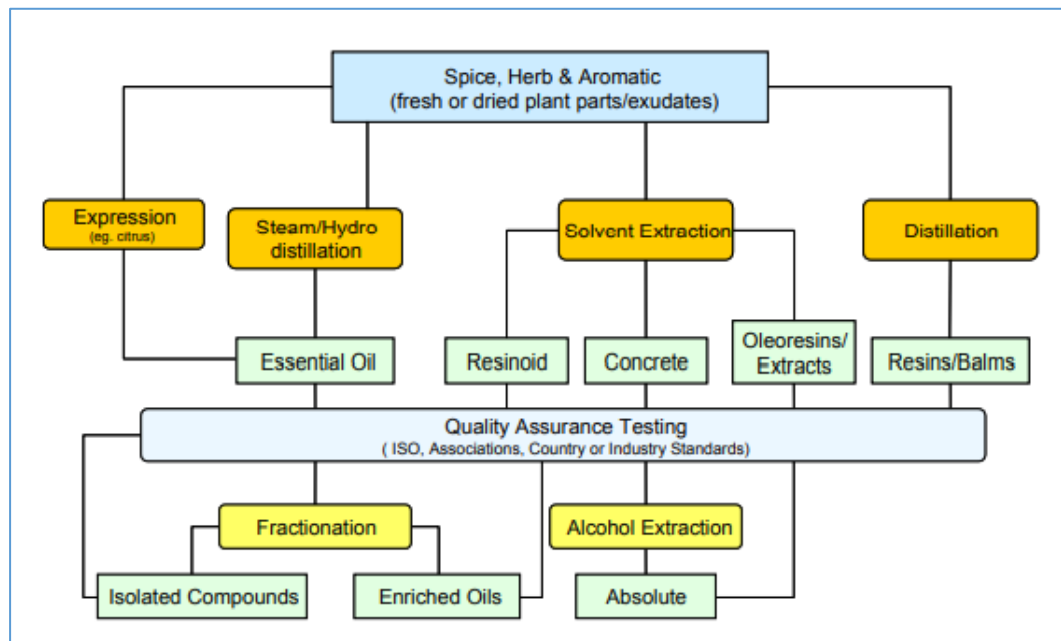 Spice, Herb & Aromatic
(fresh or dried plant parts/exudates)
Expression
(eg. citrus)
Steam/Hydro
distillation
Solvent Extraction
Distillation
Essential Oil
Resinoid
Concrete
Oleoresins/
Extracts
Resins/Balms
Quality Assurance Testing
( ISO, Associations, Country or Industry Standards)
Fractionation
Alcohol Extraction
Isolated Compounds
Enriched Oils
Absolute